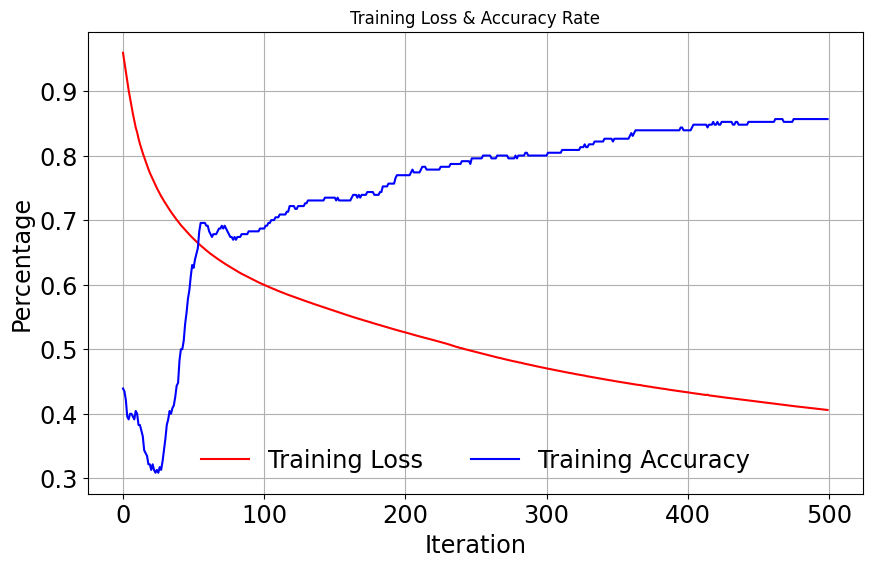 Training Loss & Accuracy Rate
Percentage
0.9
0.8
0.7
0.6
0.5
0.4
0.3
Training Loss
Training Accuracy
0 100 200 300 400 500
Iteration